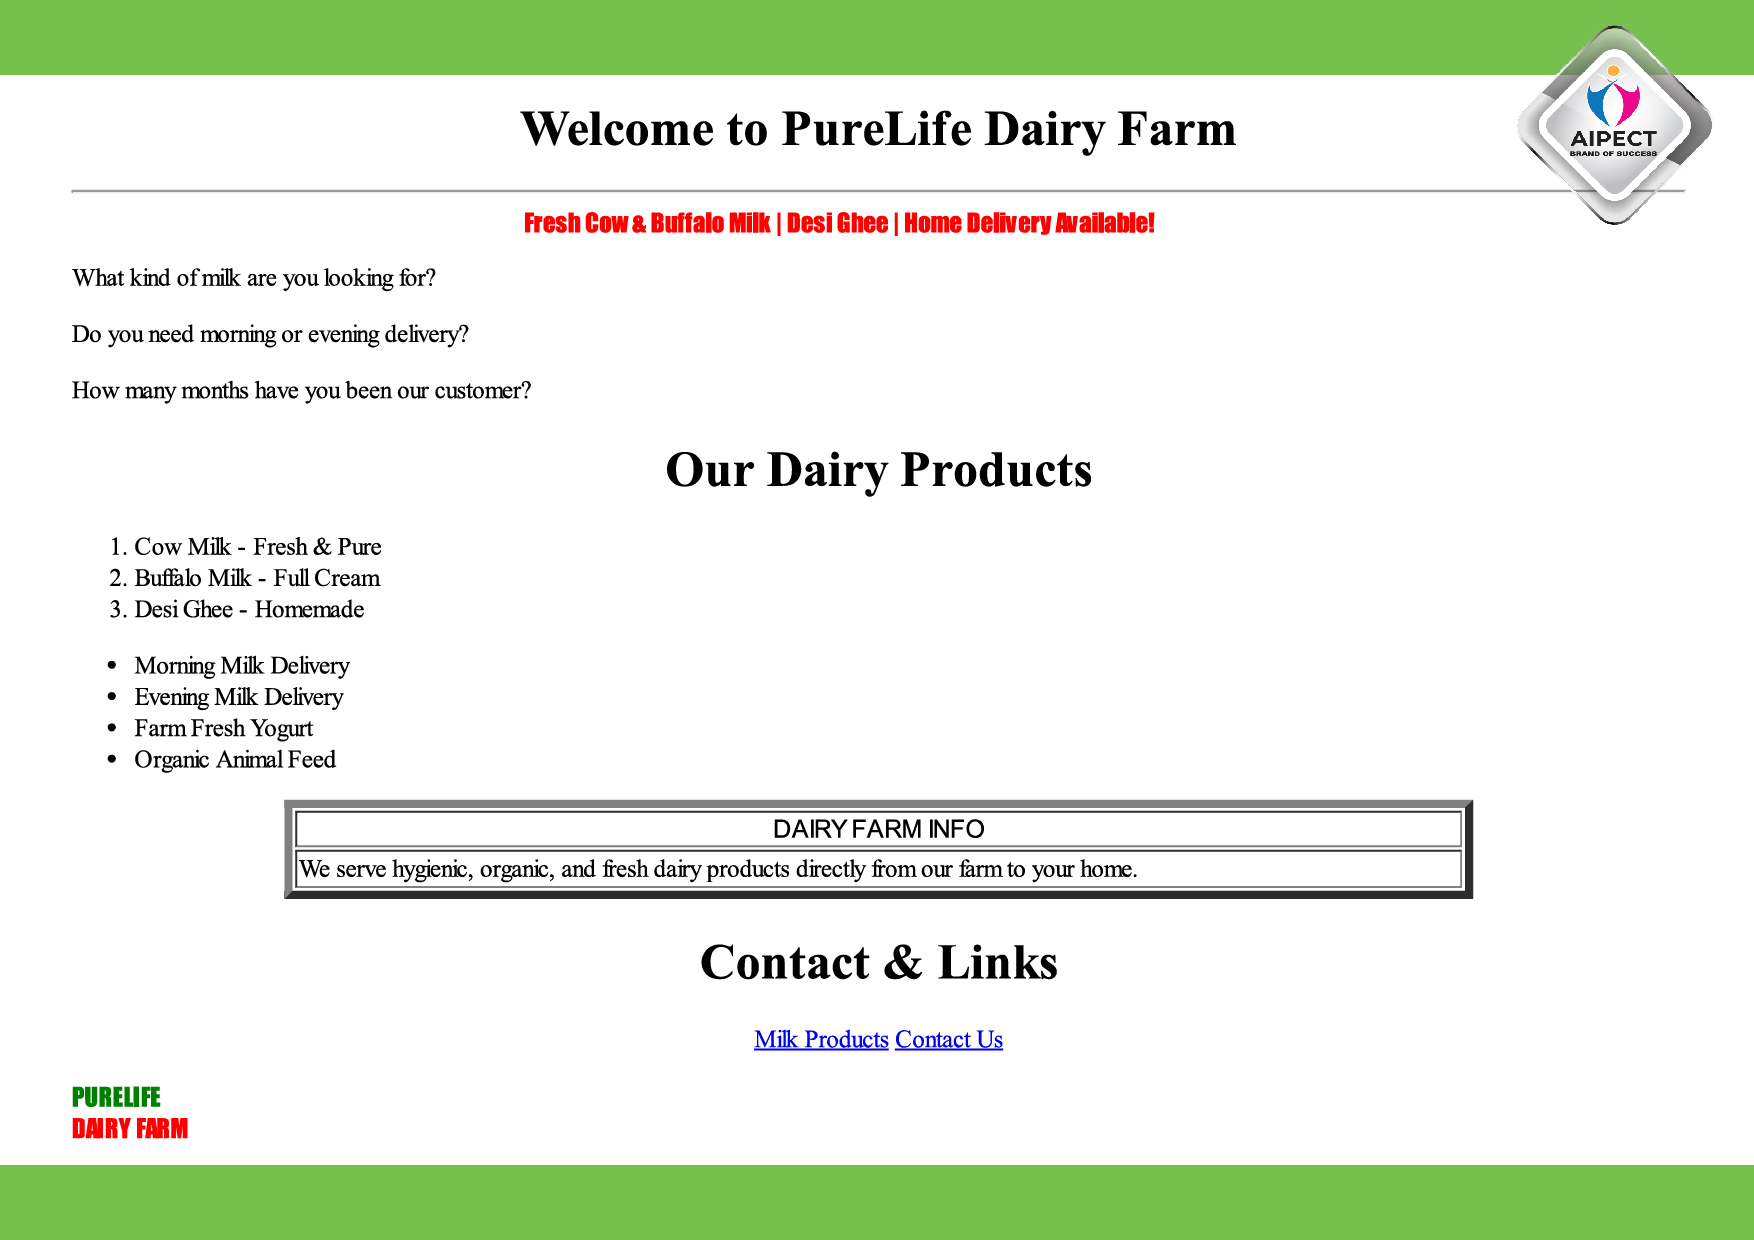 AIPECT
BRAND OF SUCCESS
Welcome to PureLife Dairy Farm
Fresh Cow & Buffalo Milk | Desi Ghee | Home Delivery Available!
What kind of milk are you looking for?
Do you need morning or evening delivery?
How many months have you been our customer?
Our Dairy Products
1. Cow Milk - Fresh & Pure
2. Buffalo Milk - Full Cream
3. Desi Ghee - Homemade
• Morning Milk Delivery
• Evening Milk Delivery
• Farm Fresh Yogurt
• Organic Animal Feed
DAIRY FARM INFO
We serve hygienic, organic, and fresh dairy products directly from our farm to your home.
Contact & Links
Milk Products Contact Us
PURELIFE
DAIRY FARM